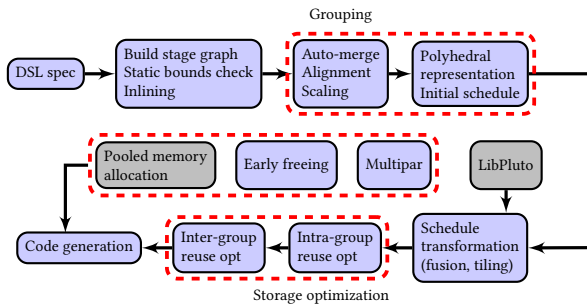 Grouping
DSL spec
Build stage graph
Static bounds check
Inlining
Auto-merge
Alignment
Scaling
Polyhedral
representation
Initial schedule
Pooled memory
allocation
Early freeing
Multipar
LibPluto
Code generation
Inter-group
reuse opt
Intra-group
reuse opt
Schedule
transformation
(fusion, tiling)
Storage optimization